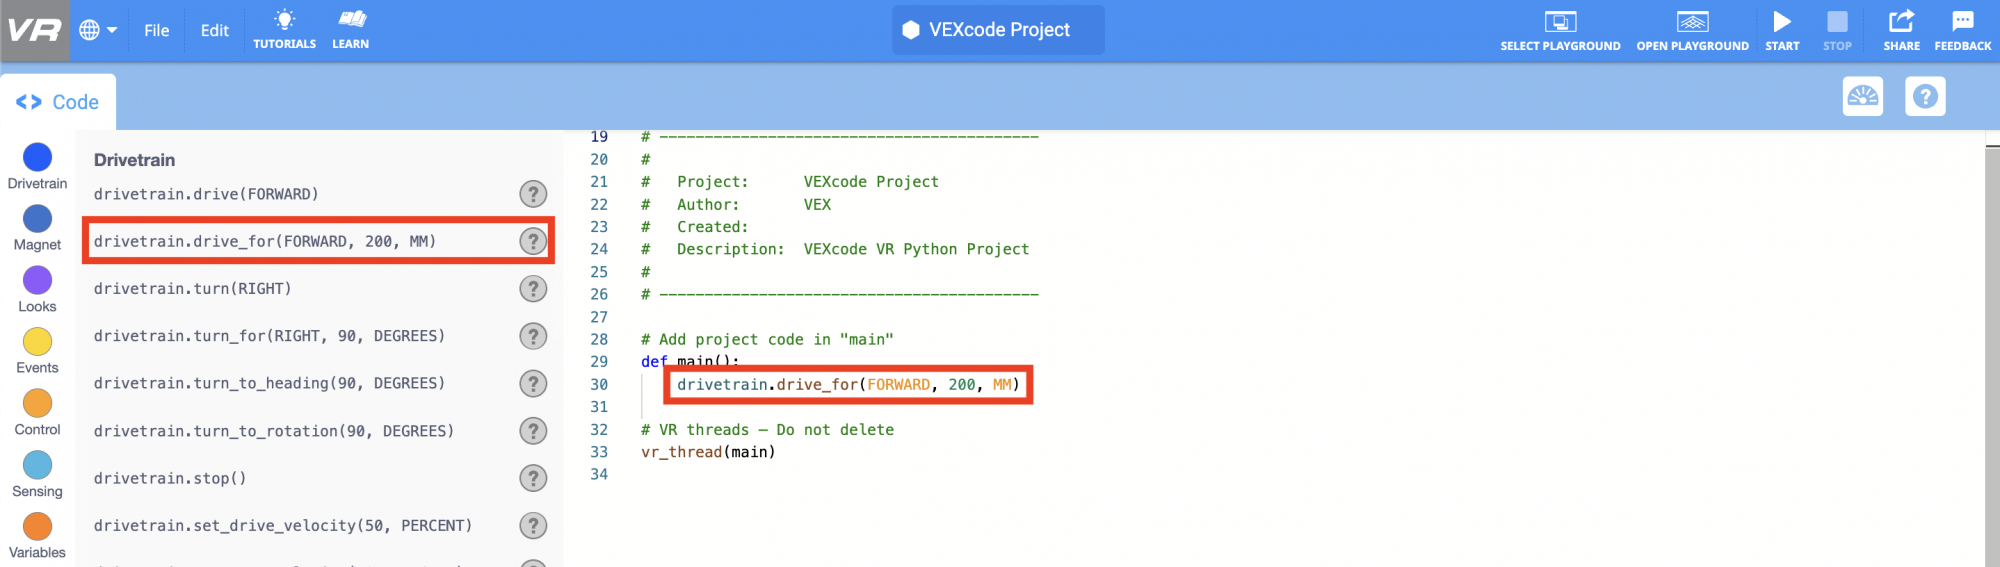 VR
File
Edit
TUTORIALS
LEARN
VEXcode Project
SELECT PLAYGROUND
OPEN PLAYGROUND
START
STOP
SHARE
FEEDBACK
<> Code
?
Drivetrain
Magnet
Looks
Events
Control
Sensing
Variables
Drivetrain
drivetrain.drive(FORWARD) ?
drivetrain.drive_for(FORWARD, 200, MM) ?
drivetrain.turn(RIGHT) ?
drivetrain.turn_for(RIGHT, 90, DEGREES) ?
drivetrain.turn_to_heading(90, DEGREES) ?
drivetrain.turn_to_rotation(90, DEGREES) ?
drivetrain.stop() ?
drivetrain.set_drive_velocity(50, PERCENT) ?
19 # ------------------------------------------
20 #
21 #   Project:      VEXcode Project
22 #   Author:       VEX
23 #   Created:
24 #   Description:  VEXcode VR Python Project
25 #
26 # ------------------------------------------
27
28 # Add project code in "main"
29 def main():
30     drivetrain.drive_for(FORWARD, 200, MM)
31
32 # VR threads — Do not delete
33 vr_thread(main)
34